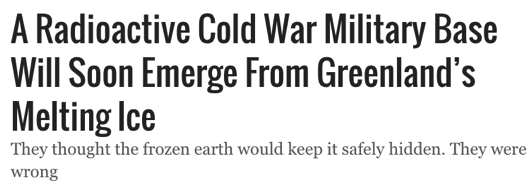 A Radioactive Cold War Military Base
Will Soon Emerge From Greenland’s
Melting Ice
They thought the frozen earth would keep it safely hidden. They were
wrong